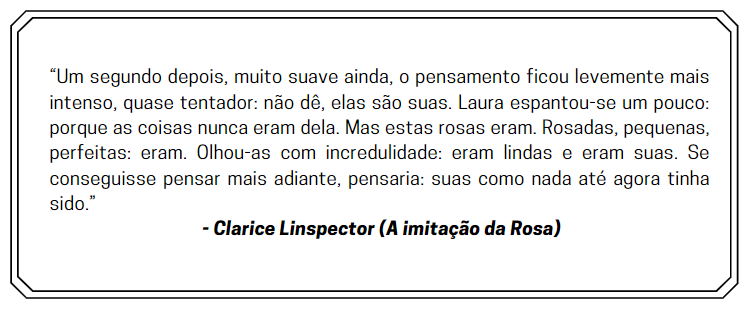 “Um segundo depois, muito suave ainda, o pensamento ficou levemente mais
intenso, quase tentador: não dê, elas são suas. Laura espantou-se um pouco:
porque as coisas nunca eram dela. Mas estas rosas eram. Rosadas, pequenas,
perfeitas: eram. Olhou-as com incredulidade: eram lindas e eram suas. Se
conseguisse pensar mais adiante, pensaria: suas como nada até agora tinha
sido.”
- Clarice Linspector (A imitação da Rosa)